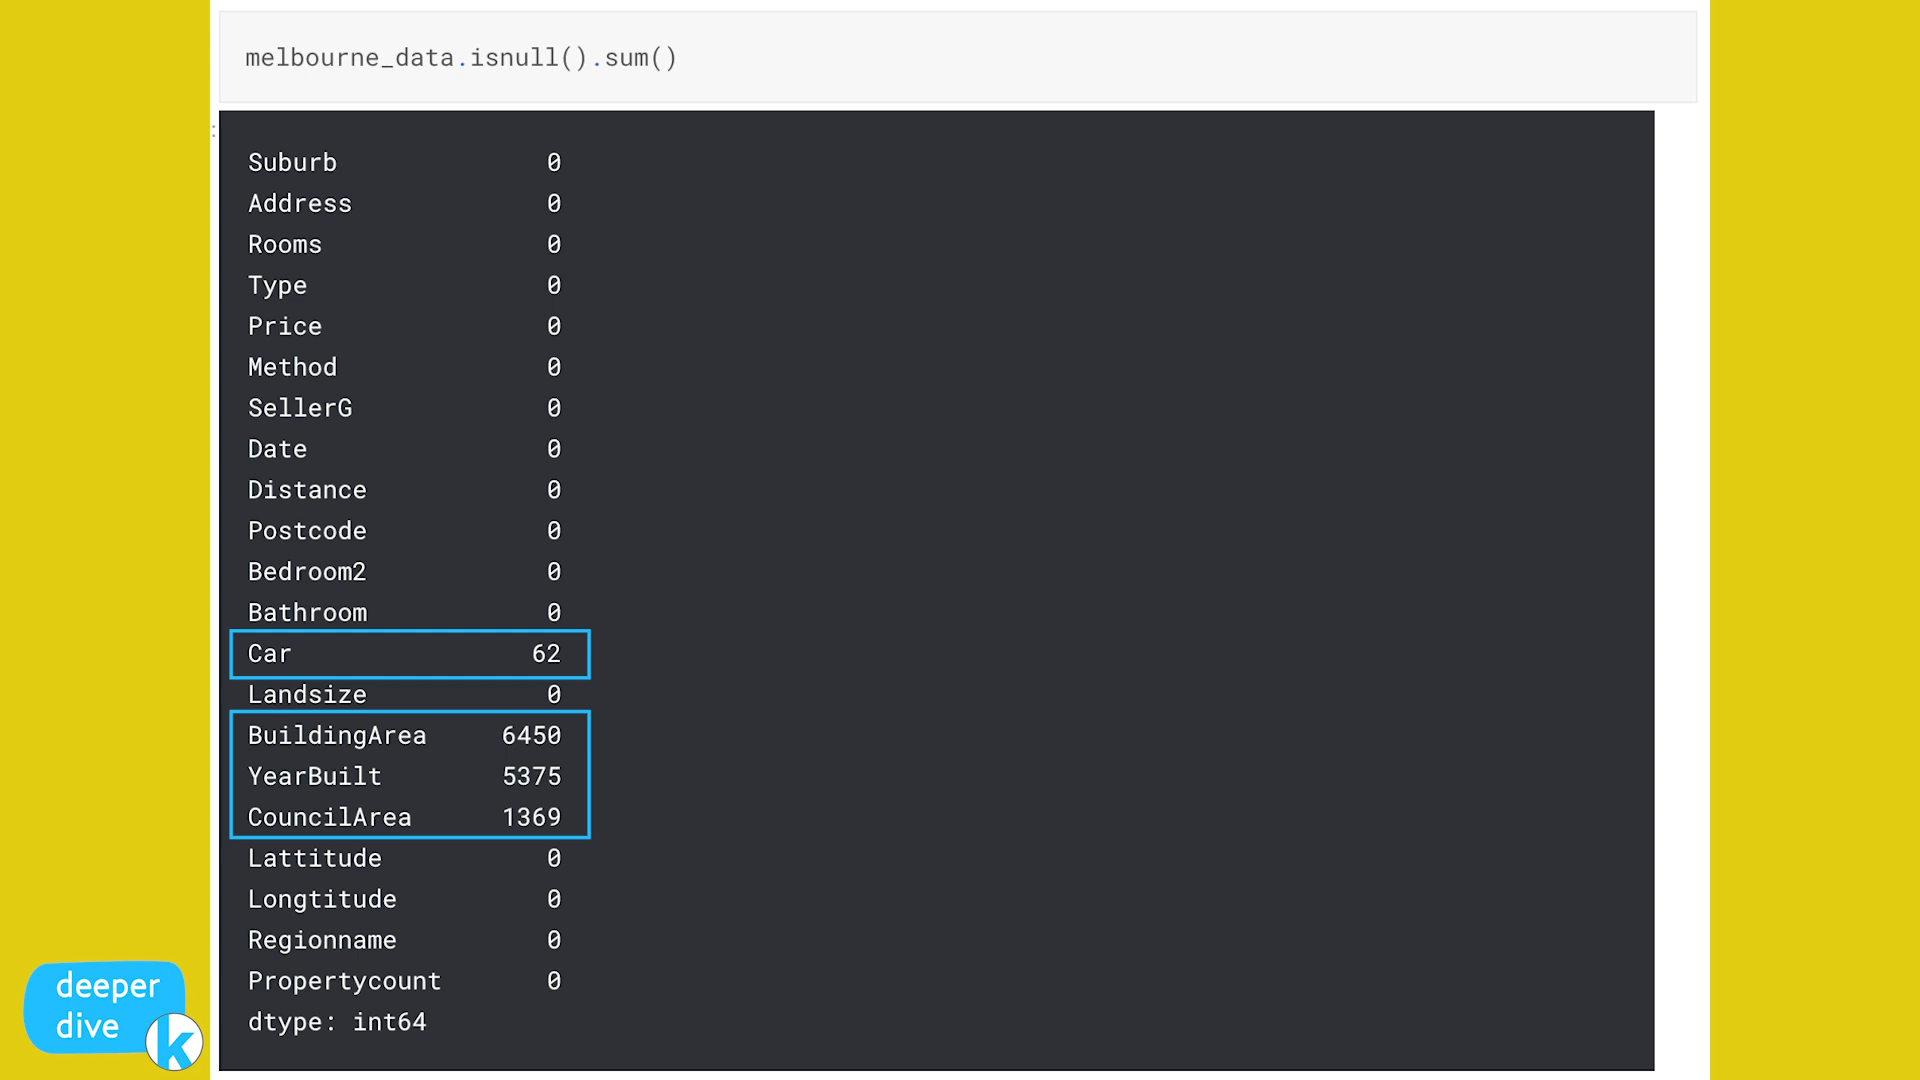 melbourne_data.isnull().sum()
:
Suburb 0
Address 0
Rooms 0
Type 0
Price 0
Method 0
SellerG 0
Date 0
Distance 0
Postcode 0
Bedroom2 0
Bathroom 0
Car 62
Landsize 0
BuildingArea 6450
YearBuilt 5375
CouncilArea 1369
Lattitude 0
Longtitude 0
Regionname 0
Propertycount 0
dtype: int64
deeper
dive
k